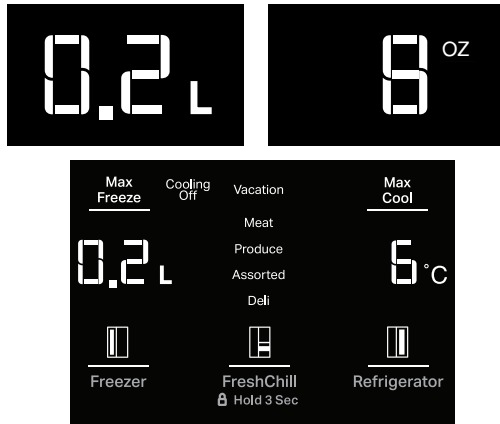 0.2 L
8 OZ
Max Freeze
Cooling Off
Vacation
Max Cool
Meat
Produce
Assorted
Deli
0.2 L
6 °C
Freezer
FreshChill
Refrigerator
Hold 3 Sec